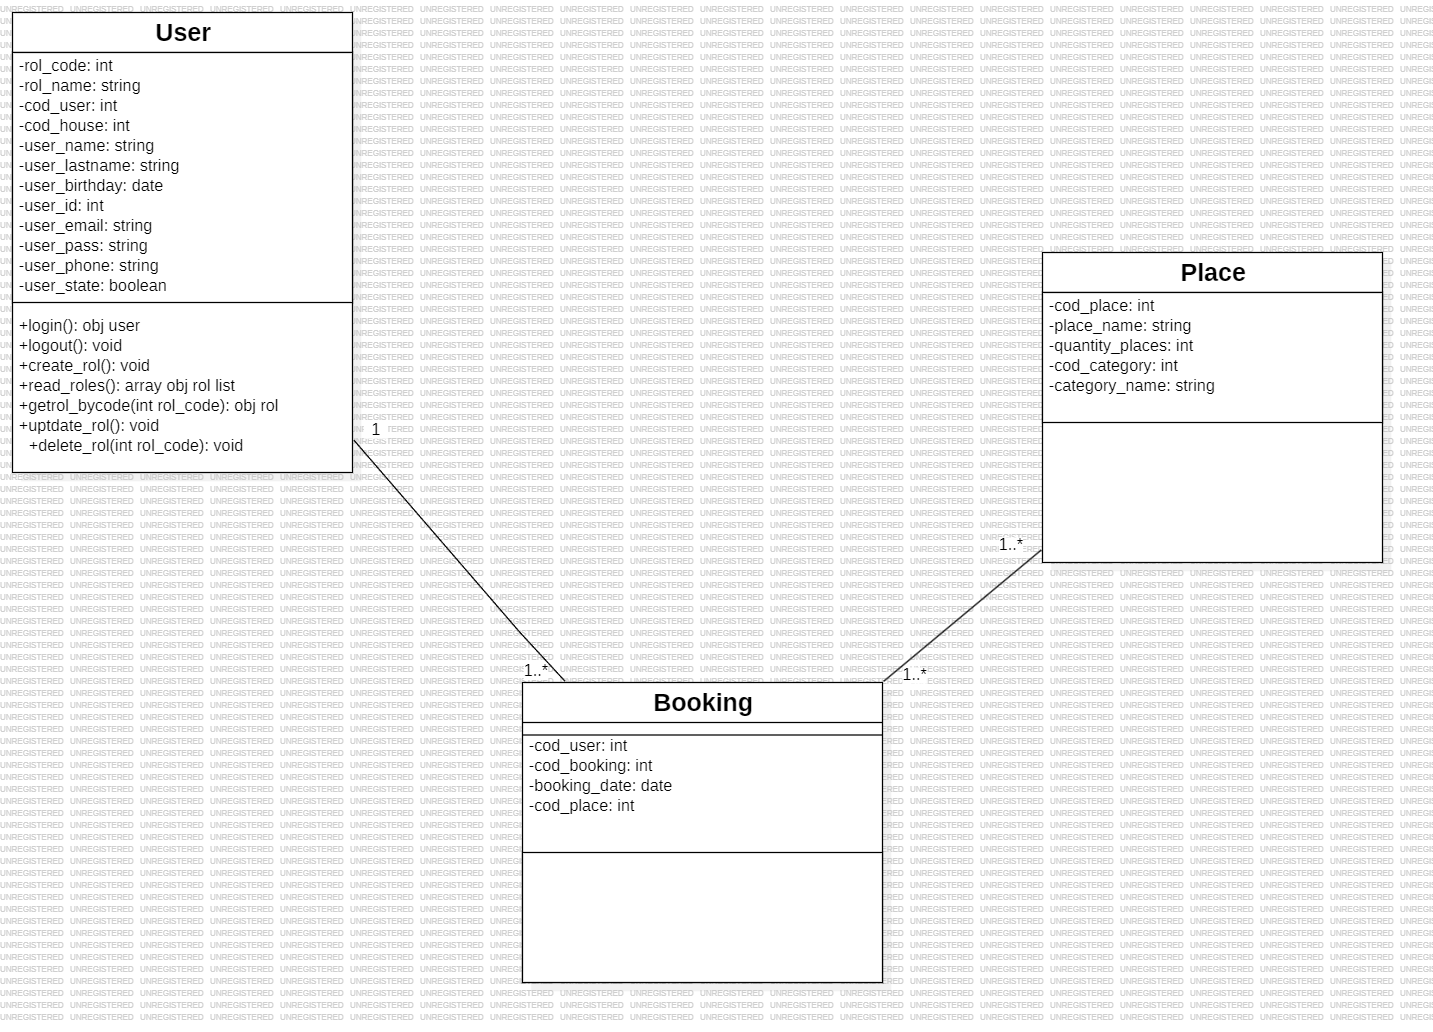 User
-rol_code: int
-rol_name: string
-cod_user: int
-cod_house: int
-user_name: string
-user_lastname: string
-user_birthday: date
-user_id: int
-user_email: string
-user_pass: string
-user_phone: string
-user_state: boolean
+login(): obj user
+logout(): void
+create_rol(): void
+read_roles(): array obj rol list
+getrol_bycode(int rol_code): obj rol
+uptdate_rol(): void
+delete_rol(int rol_code): void
1
1..*
Place
-cod_place: int
-place_name: string
-quantity_places: int
-cod_category: int
-category_name: string
1..*
1..*
Booking
-cod_user: int
-cod_booking: int
-booking_date: date
-cod_place: int
UNREGISTERED